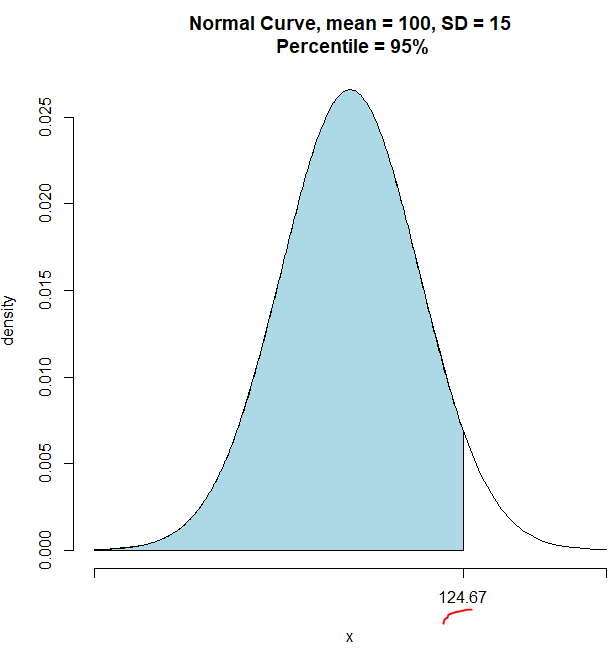 Normal Curve, mean = 100, SD = 15
Percentile = 95%
density
0.025
0.020
0.015
0.010
0.005
0.000
124.67
x